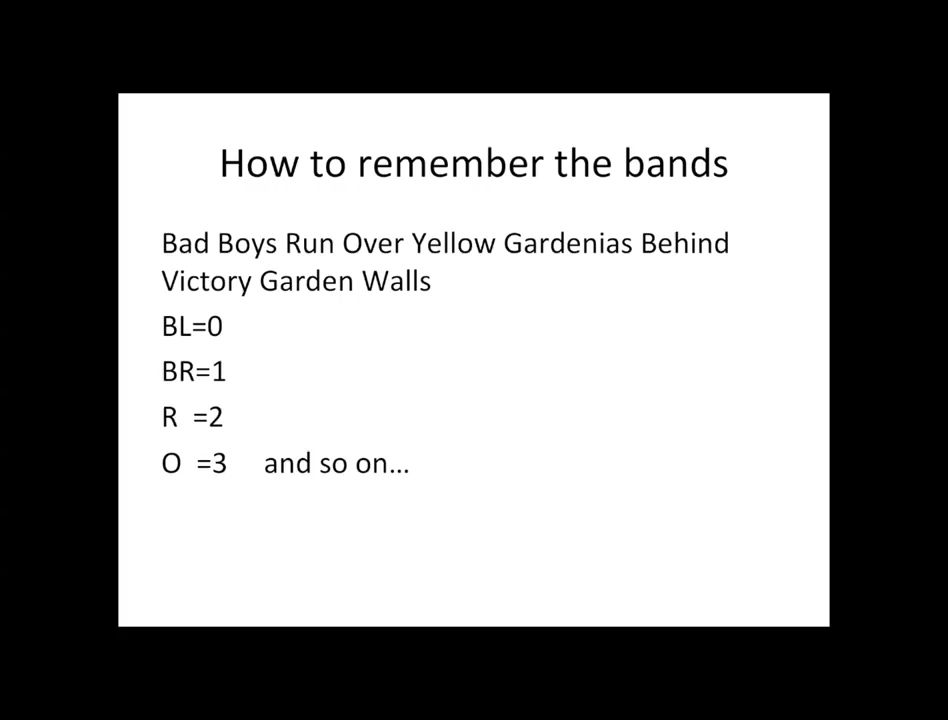 How to remember the bands
Bad Boys Run Over Yellow Gardenias Behind
Victory Garden Walls
BL=0
BR=1
R =2
O =3 and so on...